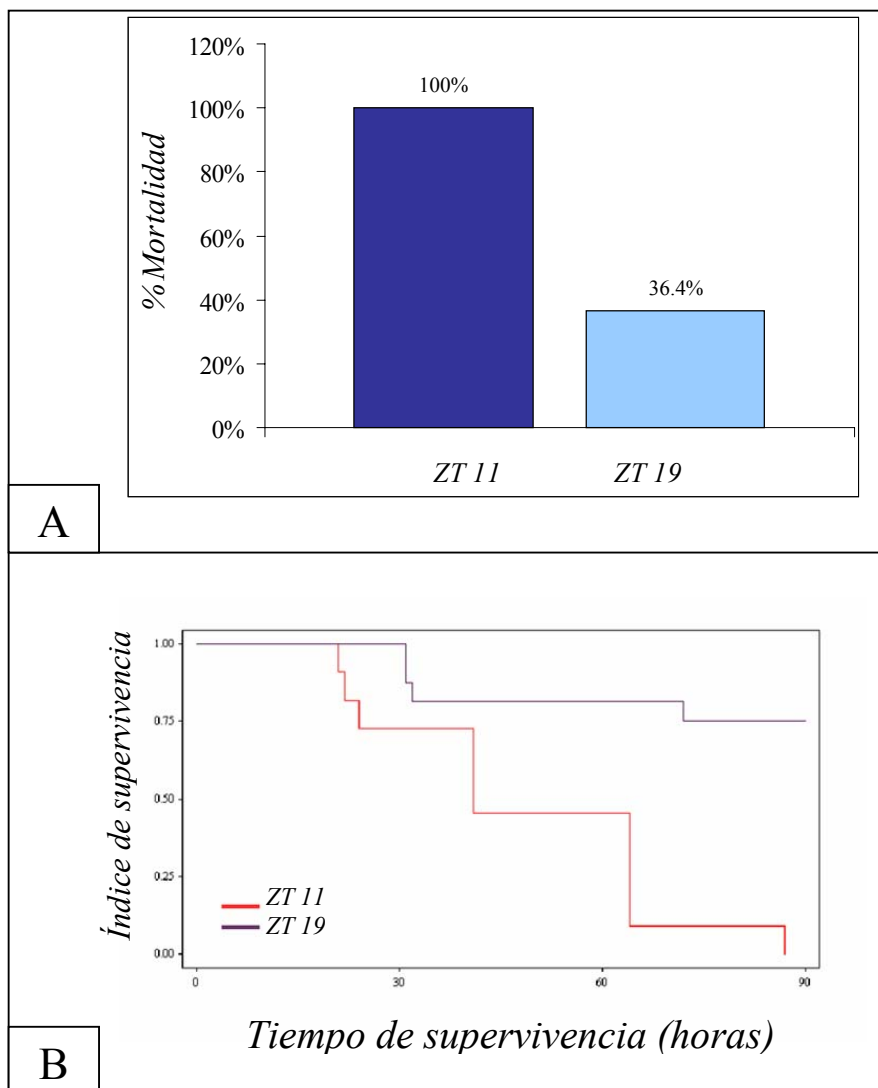 120%
100%
100%
80%
% Mortalidad
60%
36.4%
40%
20%
0%
ZT 11 ZT 19
A
1.00
0.75
Índice de supervivencia
0.50
0.25
ZT 11
ZT 19
0.00
0 30 60 90
Tiempo de supervivencia (horas)
B